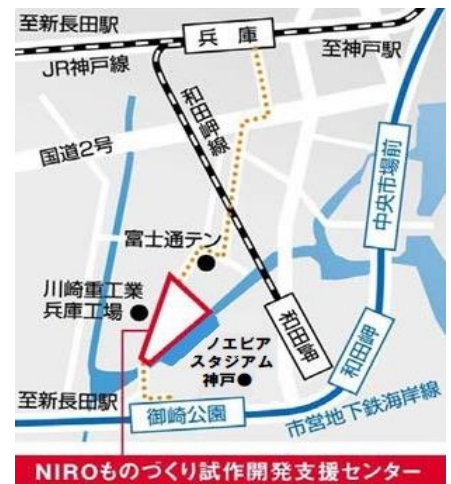 至新長田駅
兵庫
至神戸駅
JR神戸線
和田岬線
国道2号
中央市場前
富士通テン
川崎重工業
兵庫工場
ノエビア
スタジアム
神戸
和田岬
和田岬
至新長田駅
御崎公園
市営地下鉄海岸線
NIROものづくり試作開発支援センター